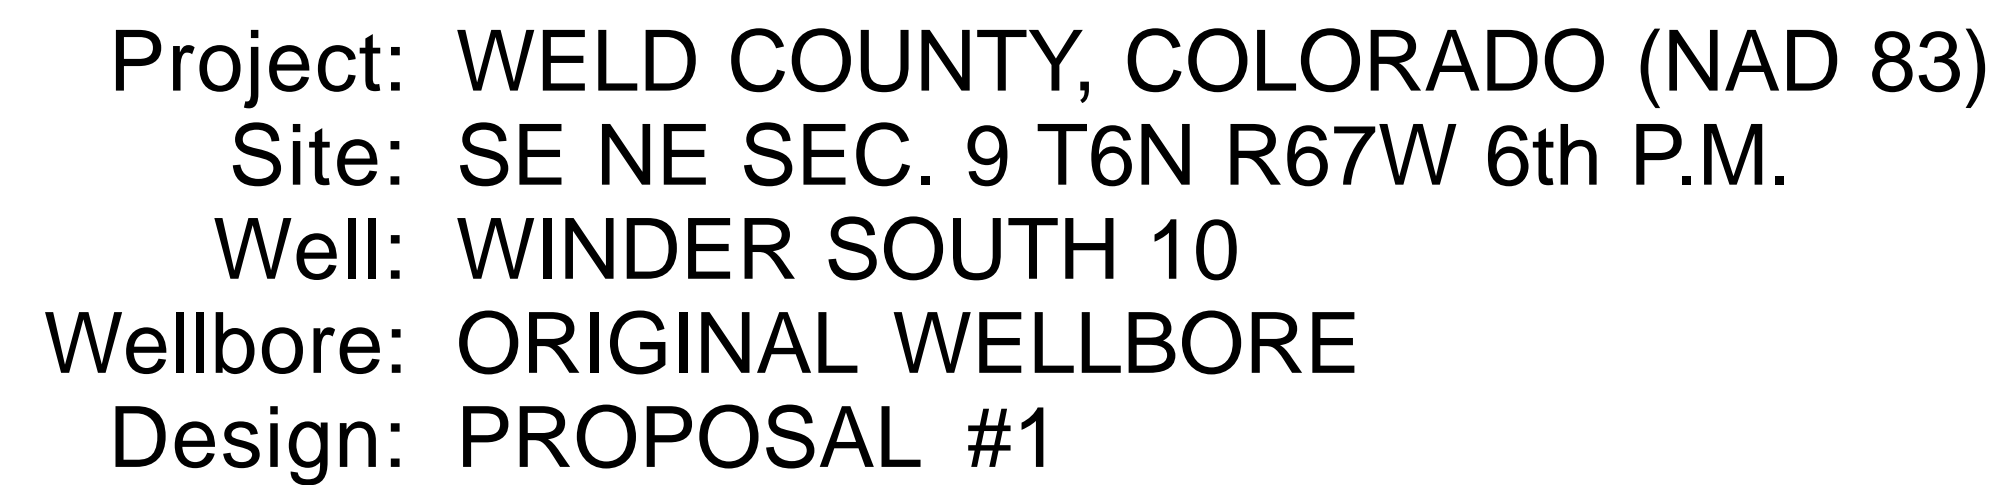 Project: WELD COUNTY, COLORADO (NAD 83)
Site: SE NE SEC. 9 T6N R67W 6th P.M.
Well: WINDER SOUTH 10
Wellbore: ORIGINAL WELLBORE
Design: PROPOSAL #1